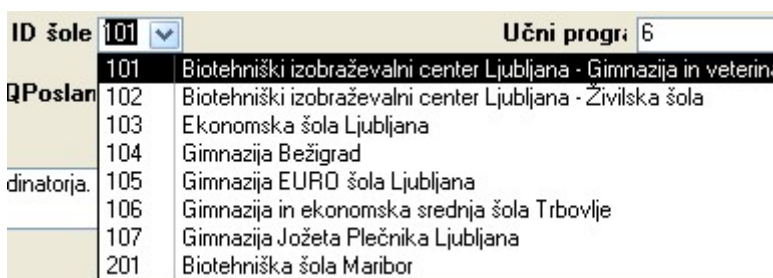 ID šole 101 Učni progra 6
101 Biotehniški izobraževalni center Ljubljana - Gimnazija in veterin
QPoslan 102 Biotehniški izobraževalni center Ljubljana - Živilska šola
103 Ekonomska šola Ljubljana
104 Gimnazija Bežigrad
dinatorja. 105 Gimnazija EURO šola Ljubljana
106 Gimnazija in ekonomska srednja šola Trbovlje
107 Gimnazija Jožeta Plečnika Ljubljana
201 Biotehniška šola Maribor